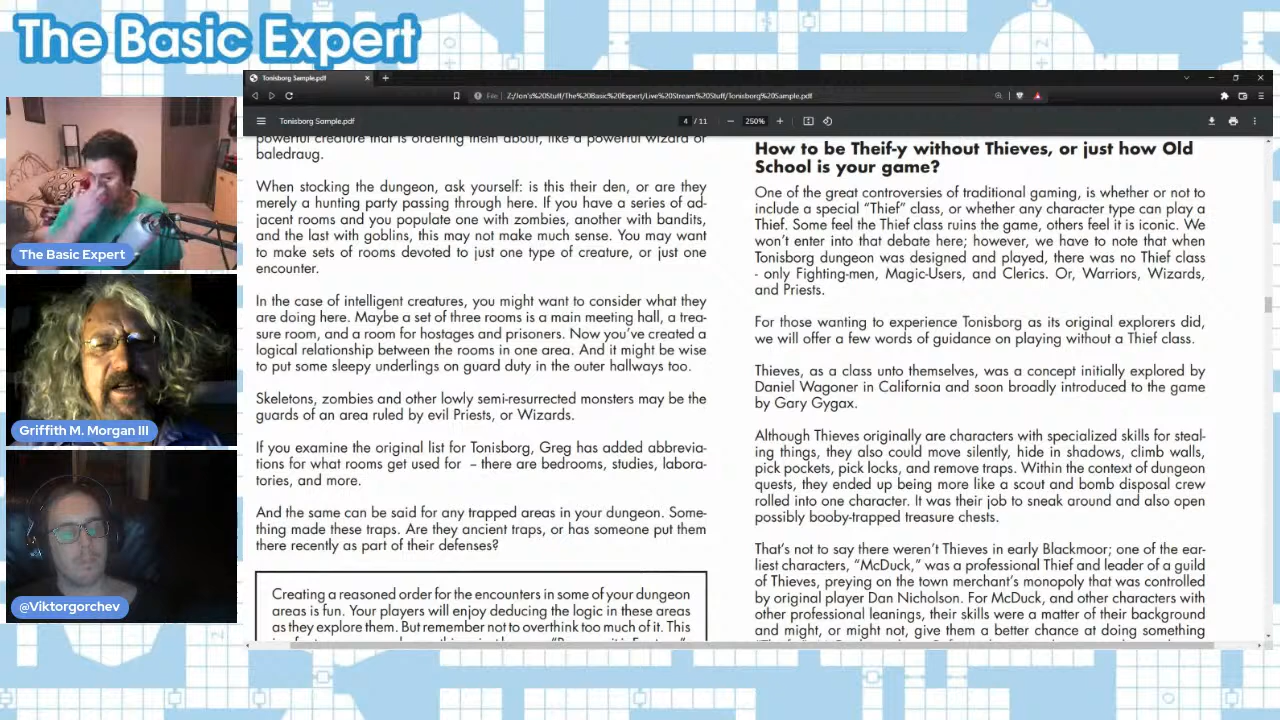 The Basic Expert
Tonisborg Sample.pdf
File
Z:/Jon's%20Stuff/The%20Basic%20Expert/Live%20Stream%20Stuff/Tonisborg%20Sample.pdf
Tonisborg Sample.pdf
4 / 11
250%
The Basic Expert
Griffith M. Morgan III
@Viktorgorchev
powerful creature that is ordering them about, like a powerful wizard or
baledraug.
When stocking the dungeon, ask yourself: is this their den, or are they
merely a hunting party passing through here. If you have a series of ad-
jacent rooms and you populate one with zombies, another with bandits,
and the last with goblins, this may not make much sense. You may want
to make sets of rooms devoted to just one type of creature, or just one
encounter.
In the case of intelligent creatures, you might want to consider what they
are doing here. Maybe a set of three rooms is a main meeting hall, a trea-
sure room, and a room for hostages and prisoners. Now you've created a
logical relationship between the rooms in one area. And it might be wise
to put some sleepy underlings on guard duty in the outer hallways too.
Skeletons, zombies and other lowly semi-resurrected monsters may be the
guards of an area ruled by evil Priests, or Wizards.
If you examine the original list for Tonisborg, Greg has added abbrevia-
tions for what rooms get used for – there are bedrooms, studies, labora-
tories, and more.
And the same can be said for any trapped areas in your dungeon. Some-
thing made these traps. Are they ancient traps, or has someone put them
there recently as part of their defenses?
Creating a reasoned order for the encounters in some of your dungeon
areas is fun. Your players will enjoy deducing the logic in these areas
as they explore them. But remember not to overthink too much of it. This
How to be Theif-y without Thieves, or just how Old
School is your game?
One of the great controversies of traditional gaming, is whether or not to
include a special “Thief” class, or whether any character type can play a
Thief. Some feel the Thief class ruins the game, others feel it is iconic. We
won't enter into that debate here; however, we have to note that when
Tonisborg dungeon was designed and played, there was no Thief class
- only Fighting-men, Magic-Users, and Clerics. Or, Warriors, Wizards,
and Priests.
For those wanting to experience Tonisborg as its original explorers did,
we will offer a few words of guidance on playing without a Thief class.
Thieves, as a class unto themselves, was a concept initially explored by
Daniel Wagoner in California and soon broadly introduced to the game
by Gary Gygax.
Although Thieves originally are characters with specialized skills for steal-
ing things, they also could move silently, hide in shadows, climb walls,
pick pockets, pick locks, and remove traps. Within the context of dungeon
quests, they ended up being more like a scout and bomb disposal crew
rolled into one character. It was their job to sneak around and also open
possibly booby-trapped treasure chests.
That's not to say there weren't Thieves in early Blackmoor; one of the ear-
liest characters, “McDuck,” was a professional Thief and leader of a guild
of Thieves, preying on the town merchant's monopoly that was controlled
by original player Dan Nicholson. For McDuck, and other characters with
other professional leanings, their skills were a matter of their background
and might, or might not, give them a better chance at doing something